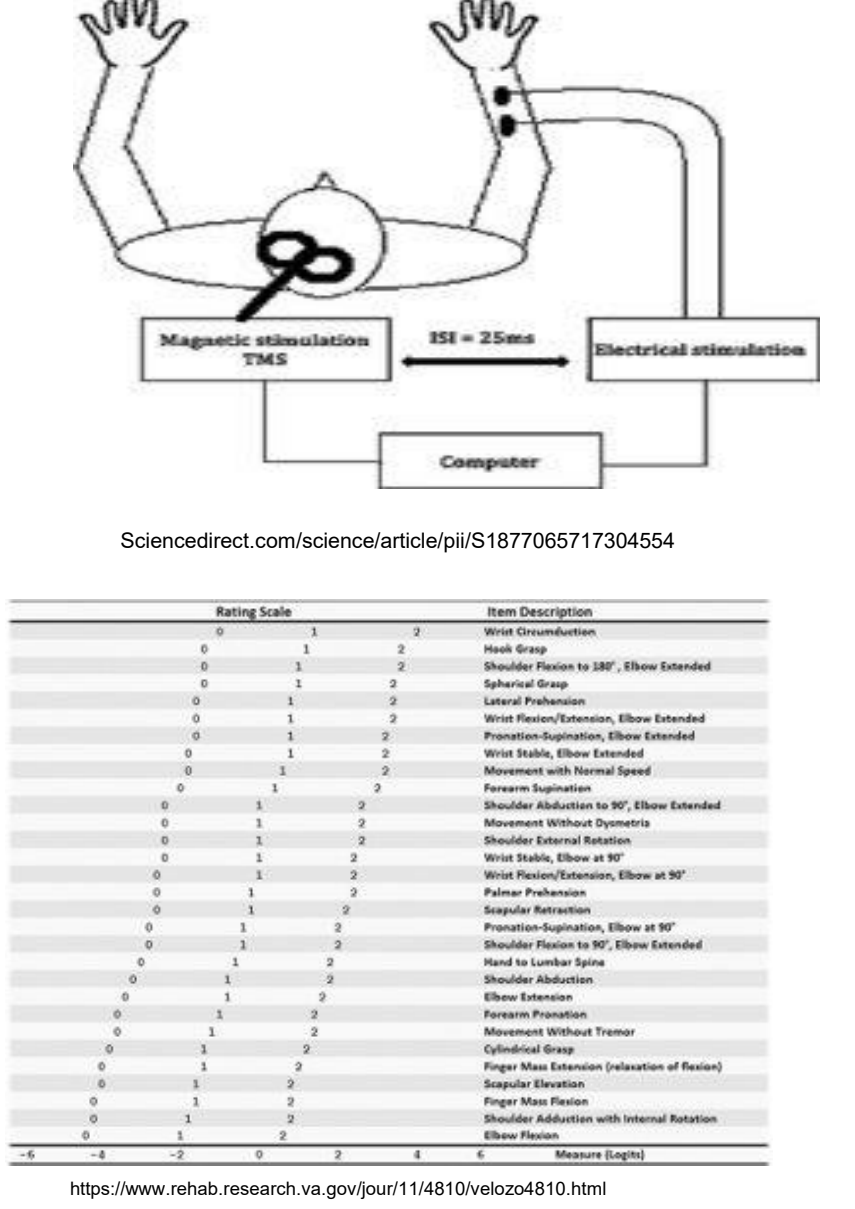 Magnetic stimulation
TMS
ISI = 25ms
Electrical stimulation
Computer
Sciencedirect.com/science/article/pii/S1877065717304554
Rating Scale Item Description
0 1 2 Wrist Circumduction
0 1 2 Hook Grasp
0 1 2 Shoulder Flexion to 180°, Elbow Extended
0 1 2 Spherical Grasp
0 1 2 Lateral Prehension
0 1 2 Wrist Flexion/Extension, Elbow Extended
0 1 2 Pronation-Supination, Elbow Extended
0 1 2 Wrist Stable, Elbow Extended
0 1 2 Movement with Normal Speed
0 1 2 Forearm Supination
0 1 2 Shoulder Abduction to 90°, Elbow Extended
0 1 2 Movement Without Dysmetria
0 1 2 Shoulder External Rotation
0 1 2 Wrist Stable, Elbow at 90°
0 1 2 Wrist Flexion/Extension, Elbow at 90°
0 1 2 Palmar Prehension
0 1 2 Scapular Retraction
0 1 2 Pronation-Supination, Elbow at 90°
0 1 2 Shoulder Flexion to 90°, Elbow Extended
0 1 2 Hand to Lumbar Spine
0 1 2 Shoulder Abduction
0 1 2 Elbow Extension
0 1 2 Forearm Pronation
0 1 2 Movement Without Tremor
0 1 2 Cylindrical Grasp
0 1 2 Finger Mass Extension (relaxation of flexion)
0 1 2 Scapular Elevation
0 1 2 Finger Mass Flexion
0 1 2 Shoulder Adduction with Internal Rotation
0 1 2 Elbow Flexion
-6 -4 -2 0 2 4 6 Measure (Logits)
https://www.rehab.research.va.gov/jour/11/4810/velozo4810.html